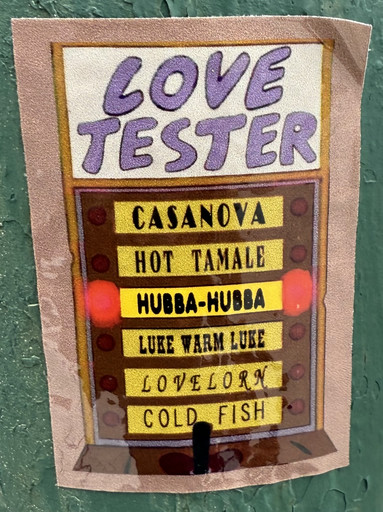 LOVE
TESTER
CASANOVA
HOT TAMALE
HUBBA-HUBBA
LUKE WARM LUKE
LOVELORN
COLD FISH